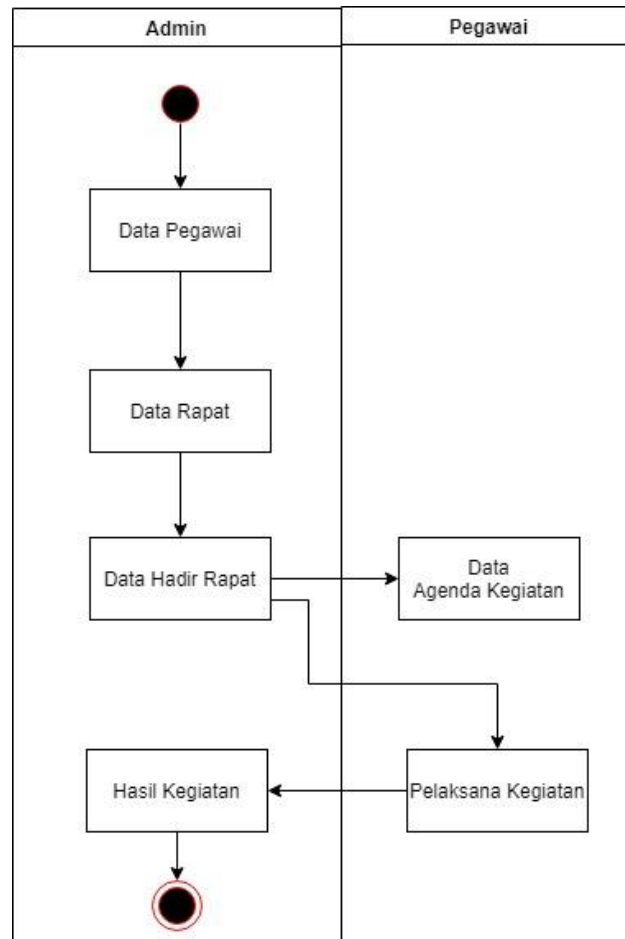 Admin
Pegawai
Data Pegawai
Data Rapat
Data Hadir Rapat
Data
Agenda Kegiatan
Hasil Kegiatan
Pelaksana Kegiatan